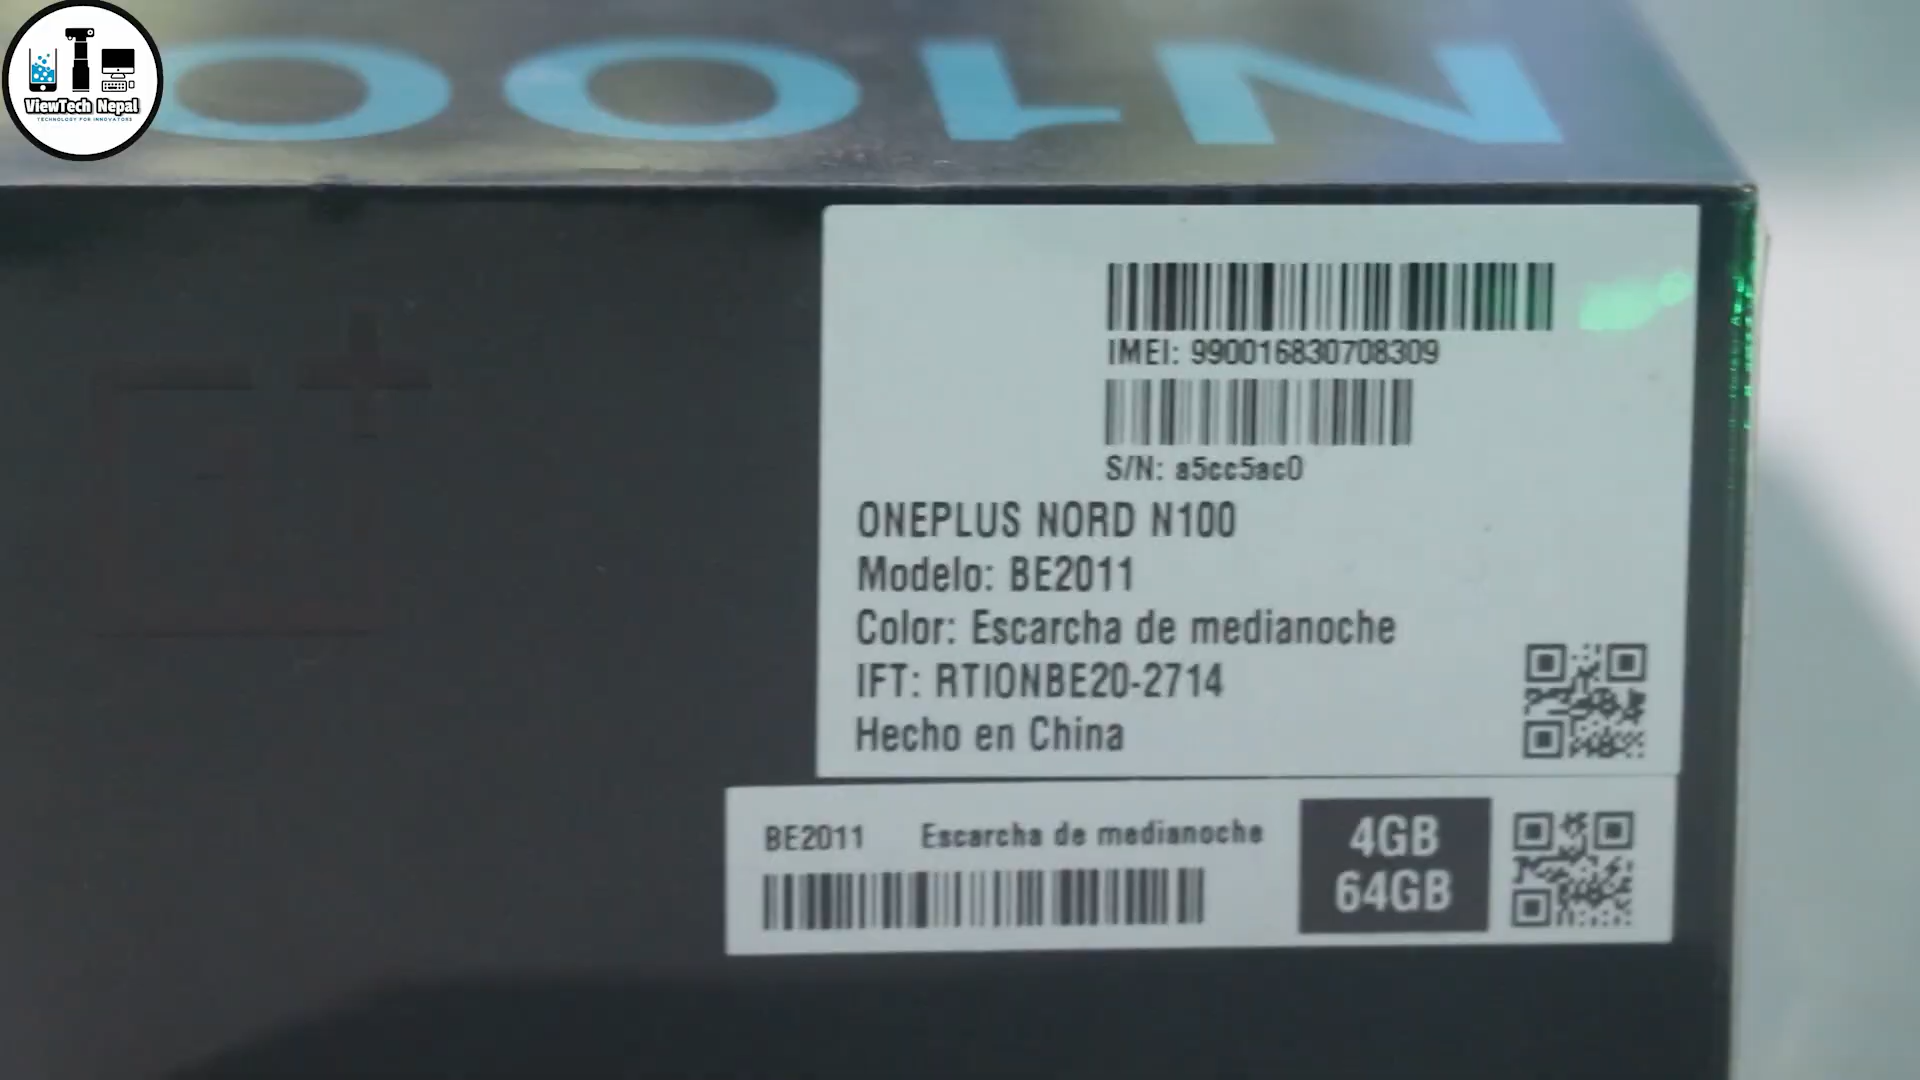 ViewTech Nepal
TECHNOLOGY FOR INNOVATORS
N100
IMEI: 990016830708309
S/N: a5cc5ac0
ONEPLUS NORD N100
Modelo: BE2011
Color: Escarcha de medianoche
IFT: RTIONBE20-2714
Hecho en China
BE2011 Escarcha de medianoche
4GB
64GB